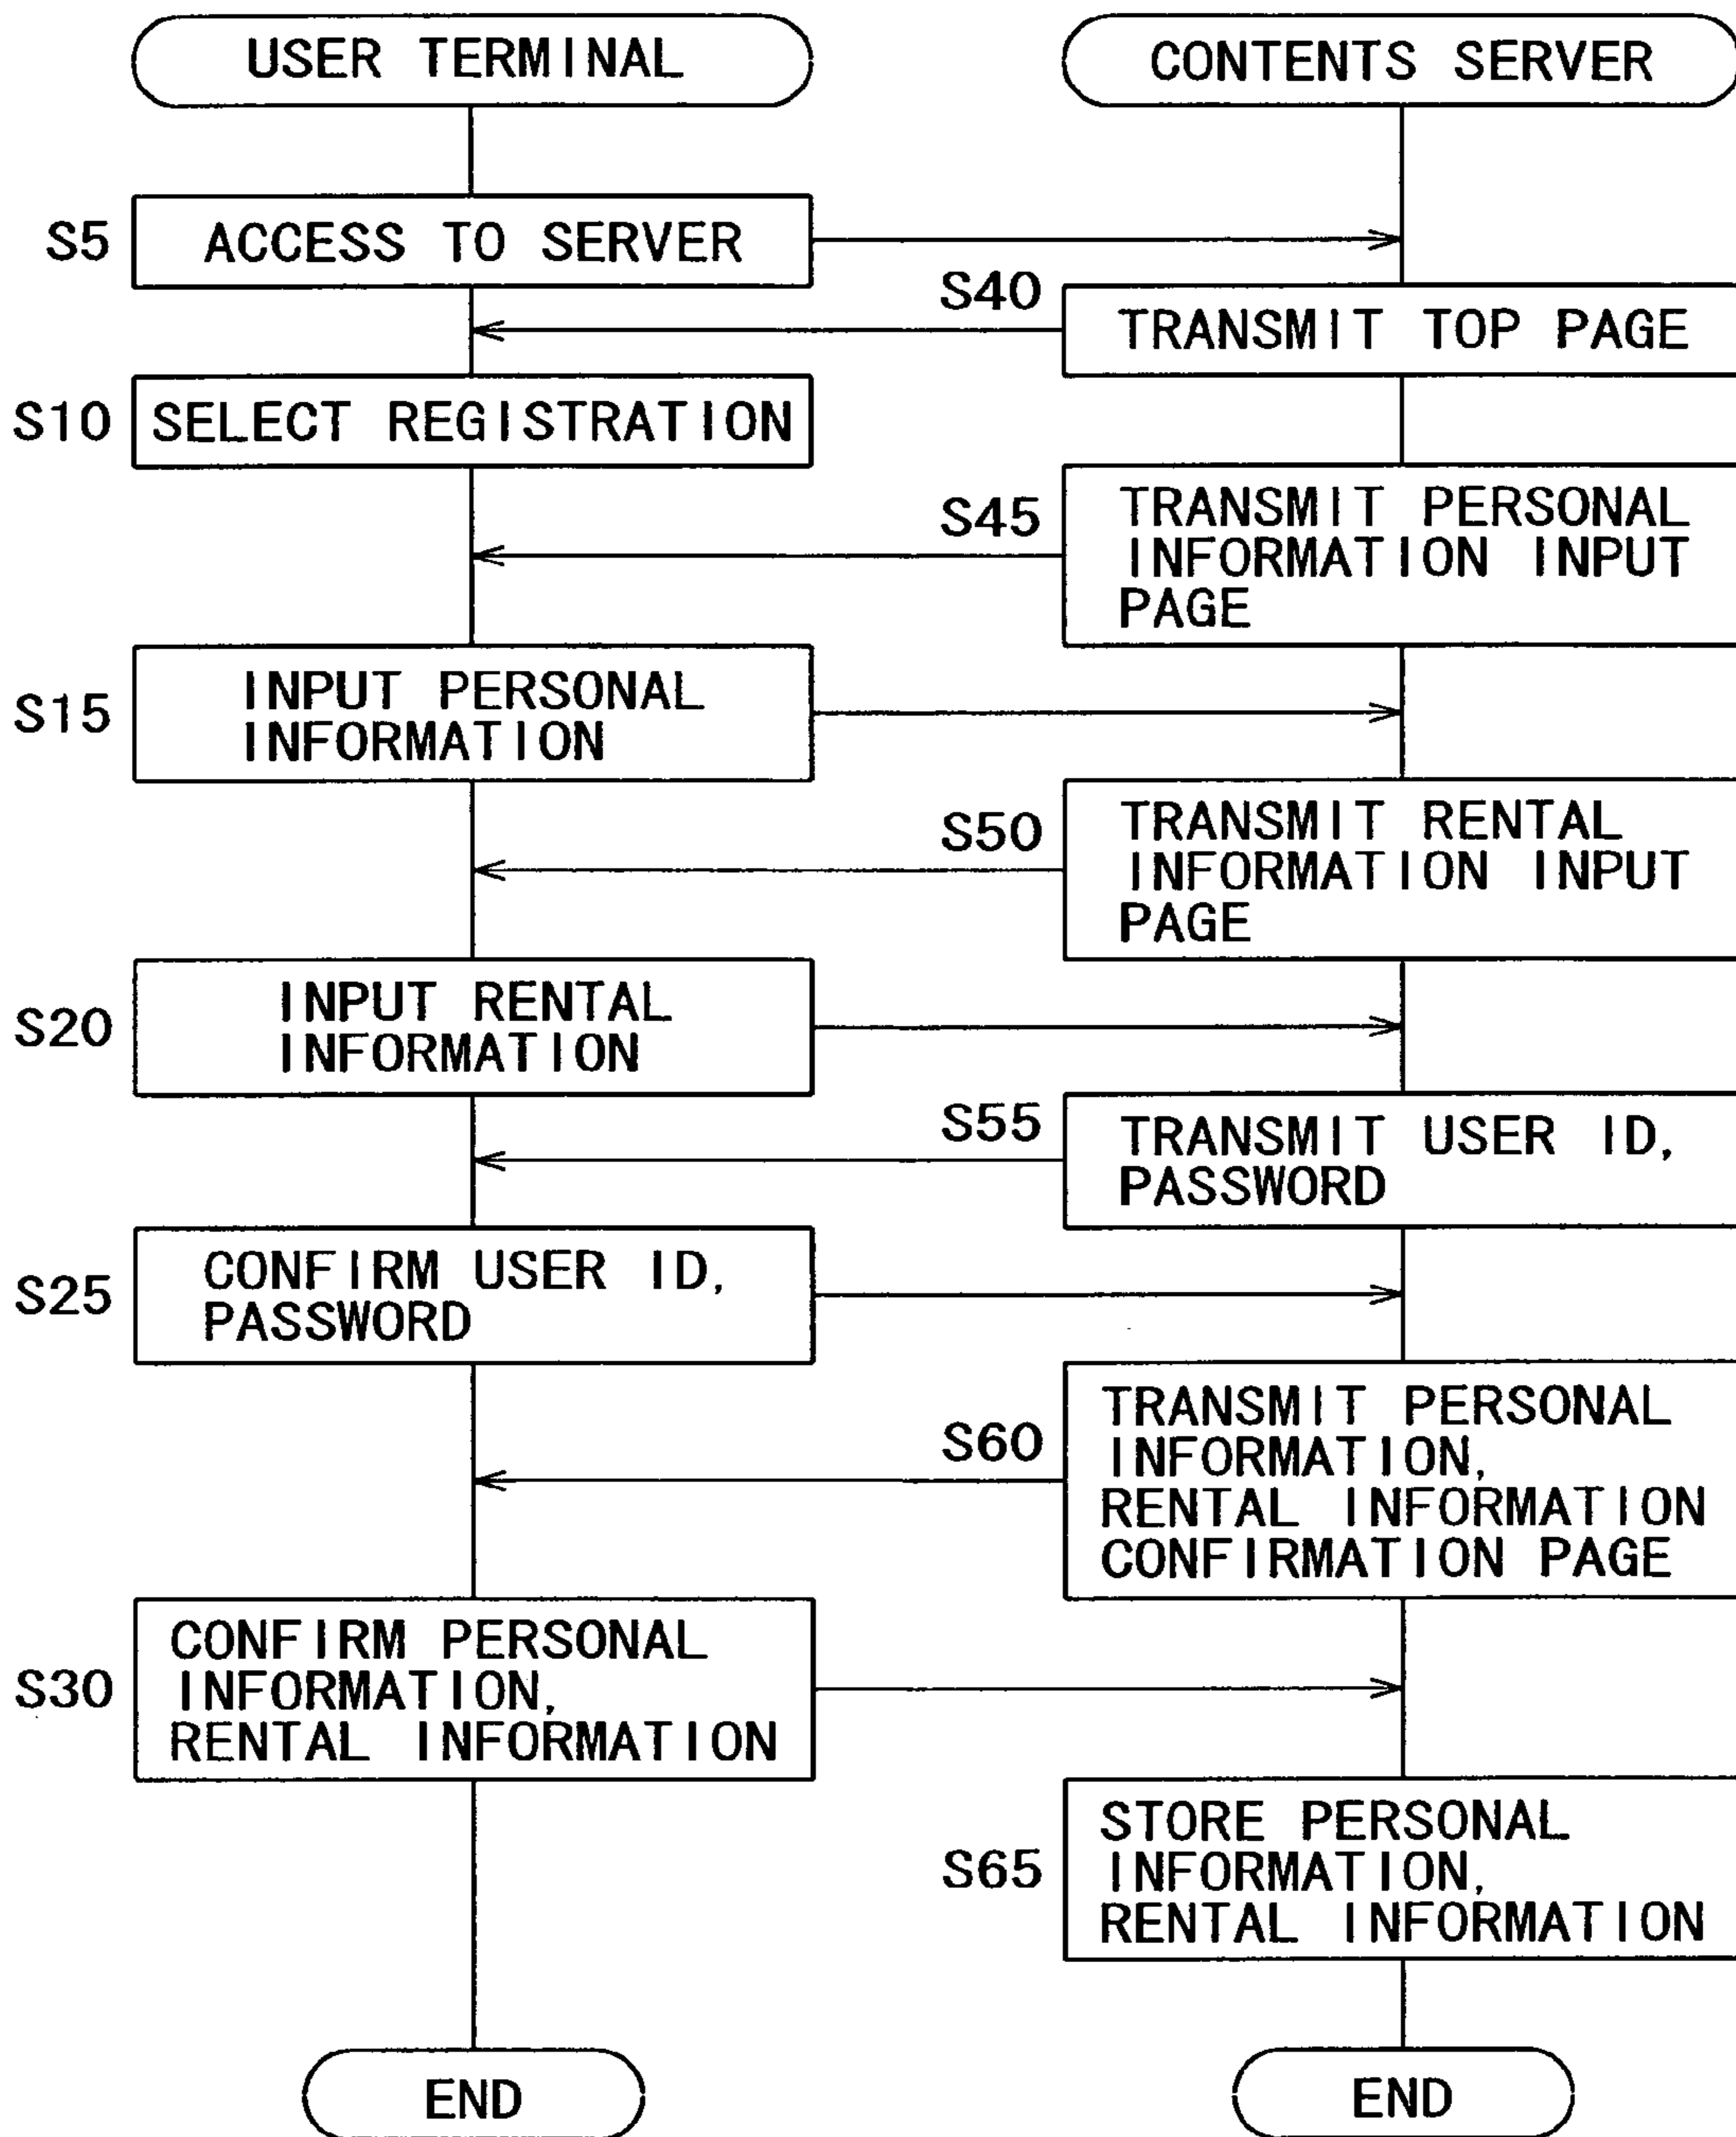 USER TERMINAL
CONTENTS SERVER
S5
ACCESS TO SERVER
S40
TRANSMIT TOP PAGE
S10
SELECT REGISTRATION
S45
TRANSMIT PERSONAL
INFORMATION INPUT
PAGE
S15
INPUT PERSONAL
INFORMATION
S50
TRANSMIT RENTAL
INFORMATION INPUT
PAGE
S20
INPUT RENTAL
INFORMATION
S55
TRANSMIT USER ID,
PASSWORD
S25
CONFIRM USER ID,
PASSWORD
S60
TRANSMIT PERSONAL
INFORMATION,
RENTAL INFORMATION
CONFIRMATION PAGE
S30
CONFIRM PERSONAL
INFORMATION,
RENTAL INFORMATION
S65
STORE PERSONAL
INFORMATION,
RENTAL INFORMATION
END
END